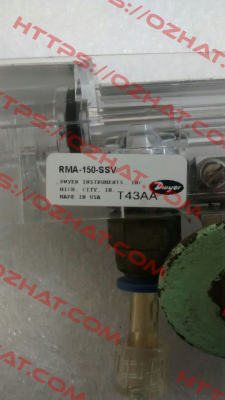 HTTPS://OZHAT.COM
HTTPS://OZHAT.COM
HTTPS://OZHAT.COM
RMA-150-SSV
DWYER INSTRUMENTS, INC.
MICH. CITY, IN.
MADE IN USA
T43AA
Dwyer